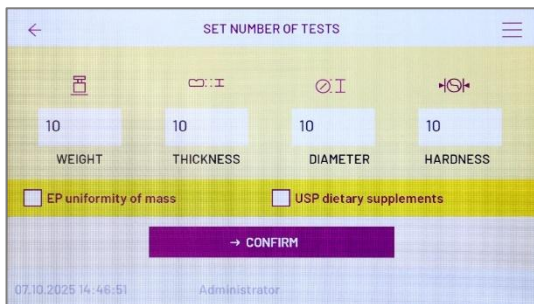 SET NUMBER OF TESTS
10 10 10 10
WEIGHT THICKNESS DIAMETER HARDNESS
EP uniformity of mass USP dietary supplements
→ CONFIRM
07.10.2025 14:46:51 Administrator